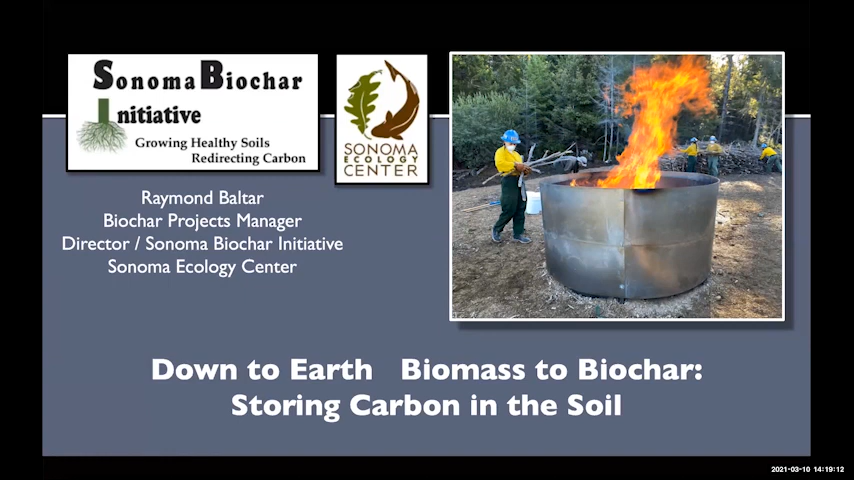 Sonoma Biochar
Initiative
Growing Healthy Soils
Redirecting Carbon
SONOMA
ECOLOGY
CENTER
Raymond Baltar
Biochar Projects Manager
Director / Sonoma Biochar Initiative
Sonoma Ecology Center
Down to Earth Biomass to Biochar:
Storing Carbon in the Soil
2021-03-10 14:19:12